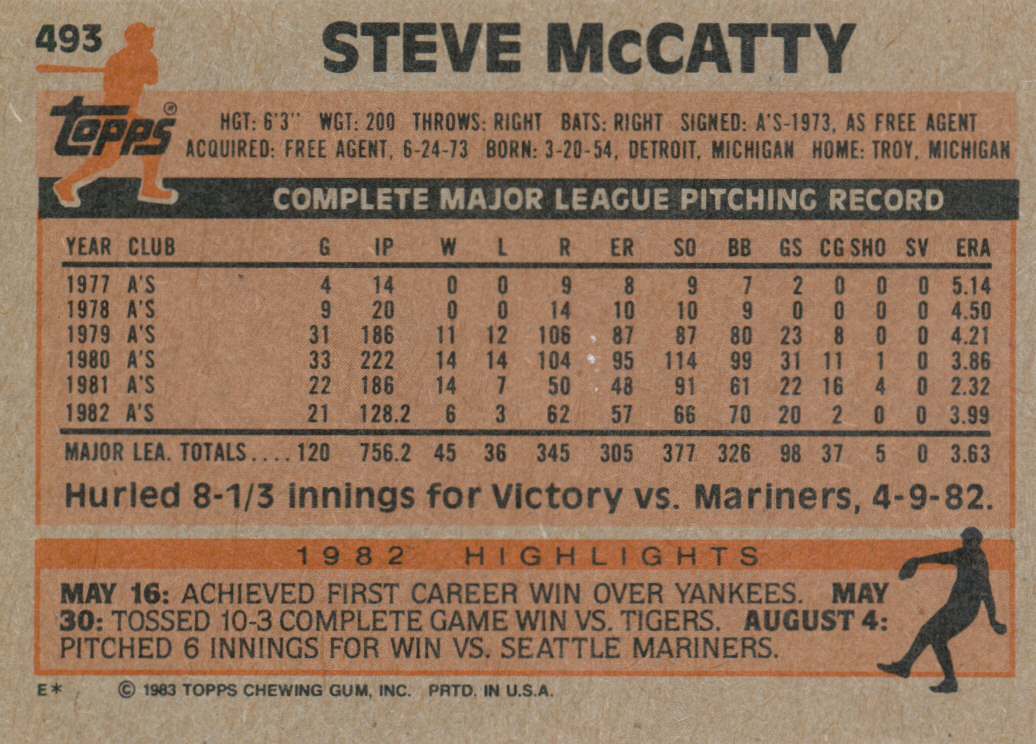 493
STEVE McCATTY
Topps®
HGT: 6'3" WGT: 200 THROWS: RIGHT BATS: RIGHT SIGNED: A'S-1973, AS FREE AGENT
ACQUIRED: FREE AGENT, 6-24-73 BORN: 3-20-54, DETROIT, MICHIGAN HOME: TROY, MICHIGAN
COMPLETE MAJOR LEAGUE PITCHING RECORD
YEAR CLUB G IP W L R ER SO BB GS CG SHO SV ERA
1977 A'S 4 14 0 0 9 8 9 7 2 0 0 0 5.14
1978 A'S 9 20 0 0 14 10 10 9 0 0 0 0 4.50
1979 A'S 31 186 11 12 106 87 87 80 23 8 0 0 4.21
1980 A'S 33 222 14 14 104 95 114 99 31 11 1 0 3.86
1981 A'S 22 186 14 7 50 48 91 61 22 16 4 0 2.32
1982 A'S 21 128.2 6 3 62 57 66 70 20 2 0 0 3.99
MAJOR LEA. TOTALS.... 120 756.2 45 36 345 305 377 326 98 37 5 0 3.63
Hurled 8-1/3 innings for Victory vs. Mariners, 4-9-82.
1982 HIGHLIGHTS
MAY 16: ACHIEVED FIRST CAREER WIN OVER YANKEES. MAY
30: TOSSED 10-3 COMPLETE GAME WIN VS. TIGERS. AUGUST 4:
PITCHED 6 INNINGS FOR WIN VS. SEATTLE MARINERS.
E* © 1983 TOPPS CHEWING GUM, INC. PRTD. IN U.S.A.